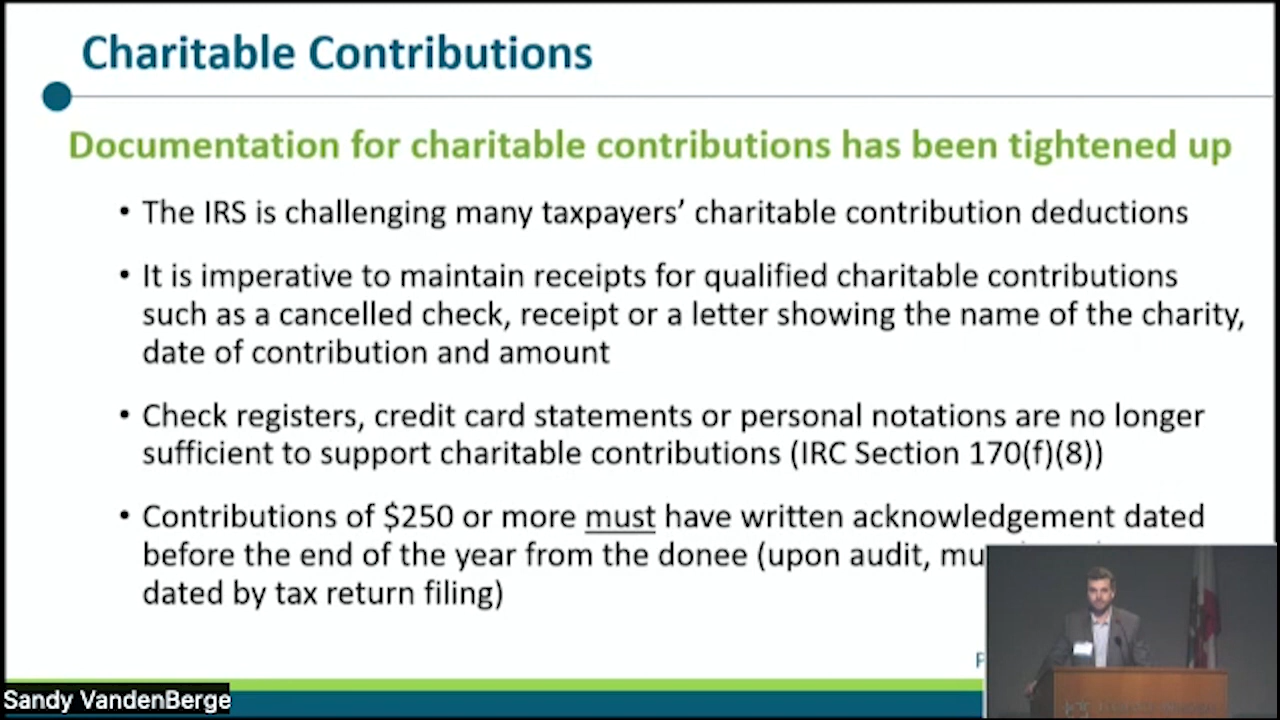 Charitable Contributions
Documentation for charitable contributions has been tightened up
• The IRS is challenging many taxpayers’ charitable contribution deductions
• It is imperative to maintain receipts for qualified charitable contributions
such as a cancelled check, receipt or a letter showing the name of the charity,
date of contribution and amount
• Check registers, credit card statements or personal notations are no longer
sufficient to support charitable contributions (IRC Section 170(f)(8))
• Contributions of $250 or more must have written acknowledgement dated
before the end of the year from the donee (upon audit,
dated by tax return filing)
Sandy VandenBerge